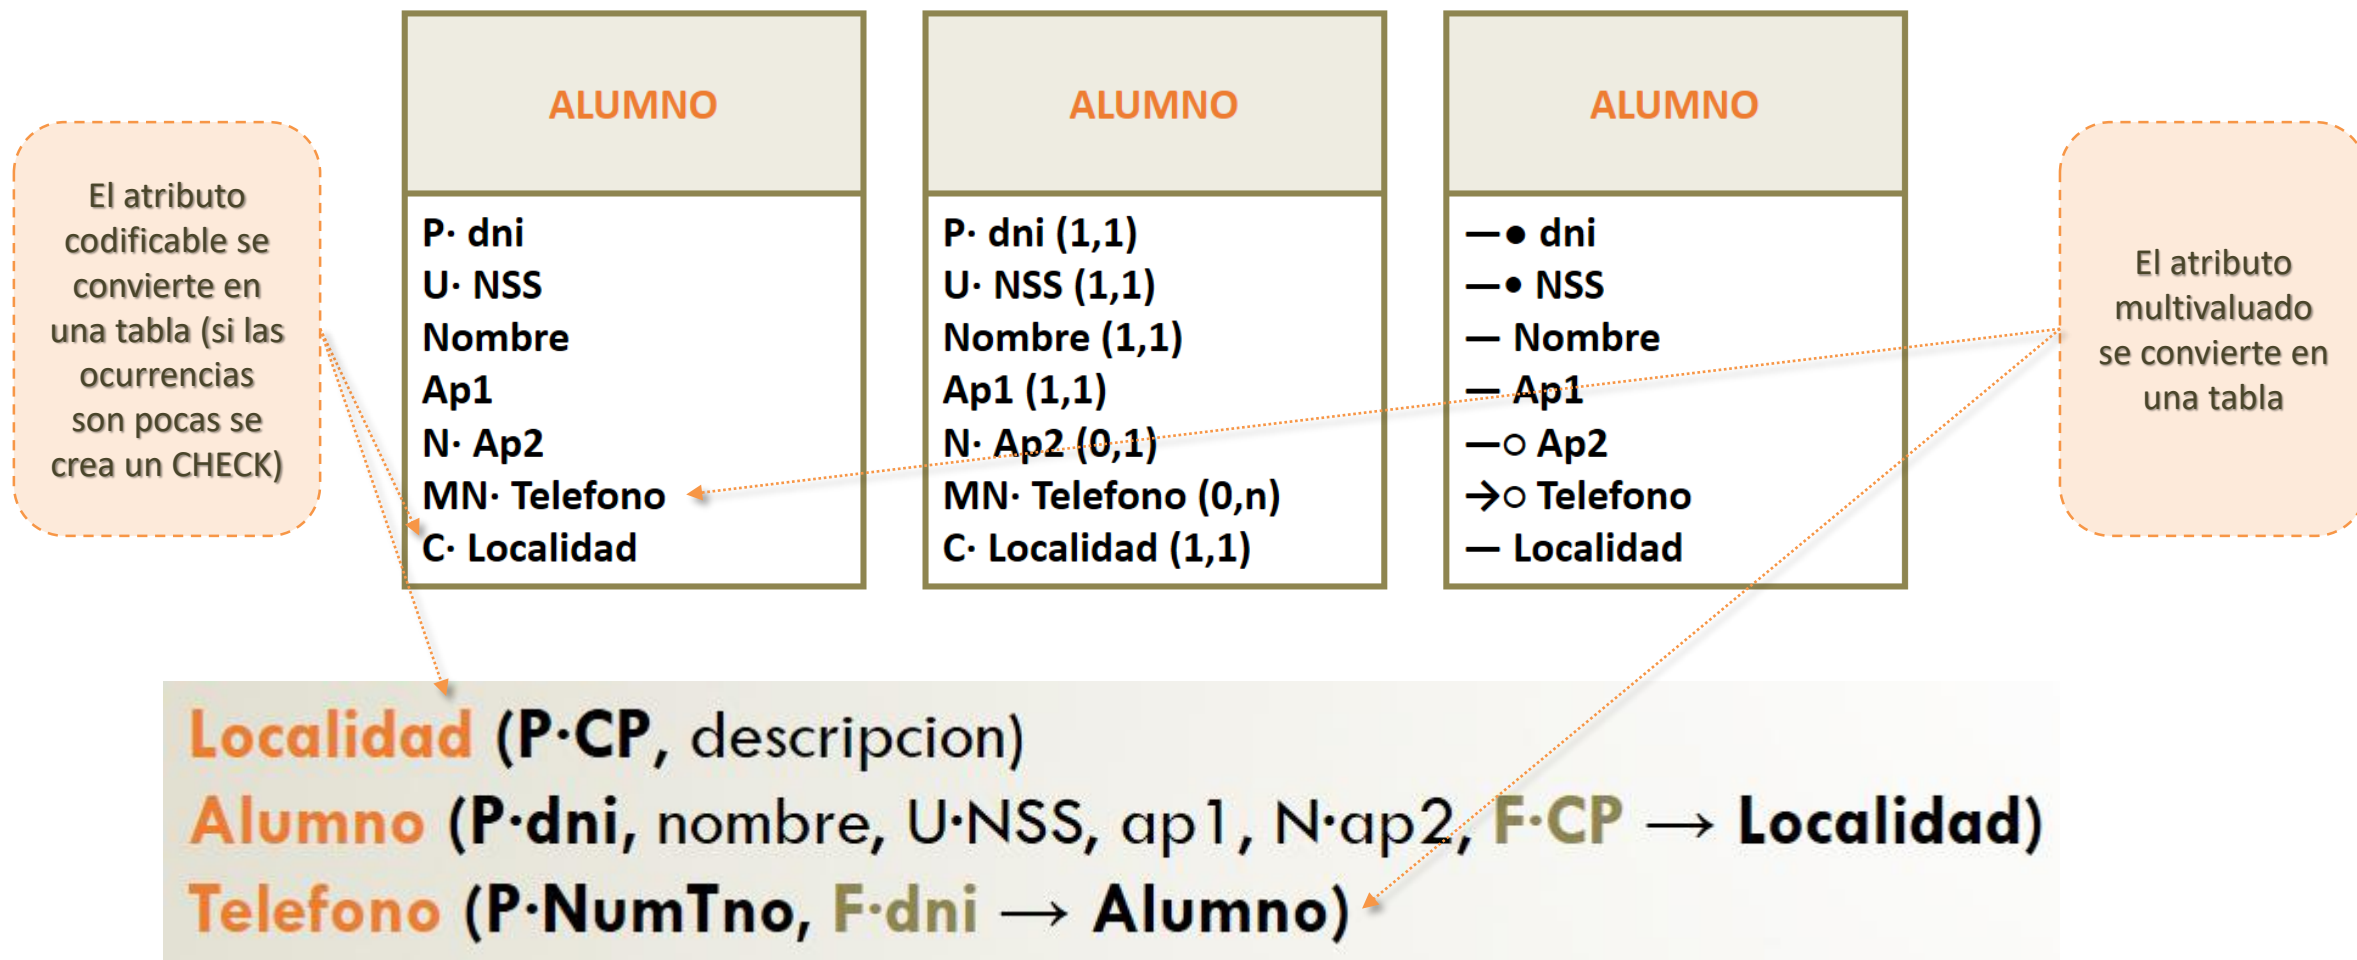 El atributo
codificable se
convierte en
una tabla (si las
ocurrencias
son pocas se
crea un CHECK)
ALUMNO
P· dni
U· NSS
Nombre
Ap1
N· Ap2
MN· Telefono
C· Localidad
ALUMNO
P· dni (1,1)
U· NSS (1,1)
Nombre (1,1)
Ap1 (1,1)
N· Ap2 (0,1)
MN· Telefono (0,n)
C· Localidad (1,1)
ALUMNO
—● dni
—• NSS
— Nombre
— Ap1
—○ Ap2
→○ Telefono
— Localidad
El atributo
multivaluado
se convierte en
una tabla
Localidad (P·CP, descripcion)
Alumno (P·dni, nombre, U·NSS, ap1, N·ap2, F·CP → Localidad)
Telefono (P·NumTno, F·dni → Alumno)